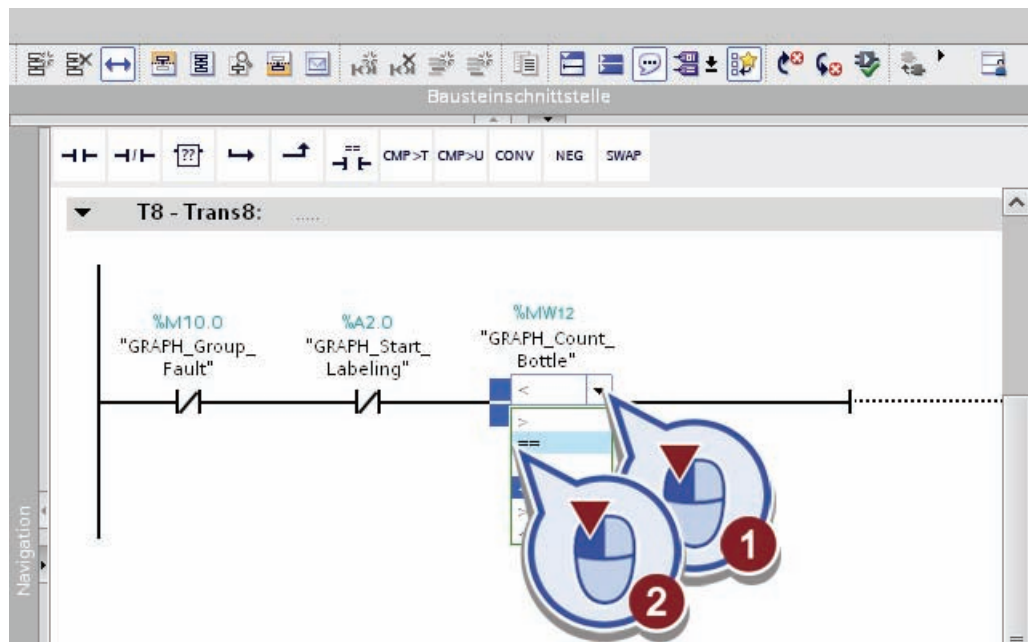 Bausteinschnittstelle
?? == CMP>T CMP>U CONV NEG SWAP
T8 - Trans8: .....
%M10.0
"GRAPH_Group_
Fault"
%A2.0
"GRAPH_Start_
Labeling"
%MW12
"GRAPH_Count_
Bottle"
<
>
==
1
2
Navigation